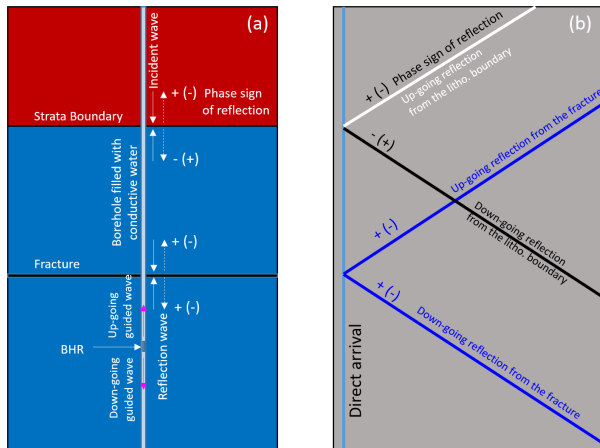 (a)
Incident wave
+ (-) Phase sign
of reflection
Strata Boundary
- (+)
Borehole filled with
conductive water
+ (-)
Fracture
+ (-)
Up-going
guided wave
BHR
Down-going
guided wave
Reflection wave
(b)
+ (-) Phase sign of reflection
Up-going reflection
from the litho. boundary
- (+)
Up-going reflection from the fracture
Down-going reflection
from the litho. boundary
+ (-)
+ (-)
Down-going reflection from the fracture
Direct arrival